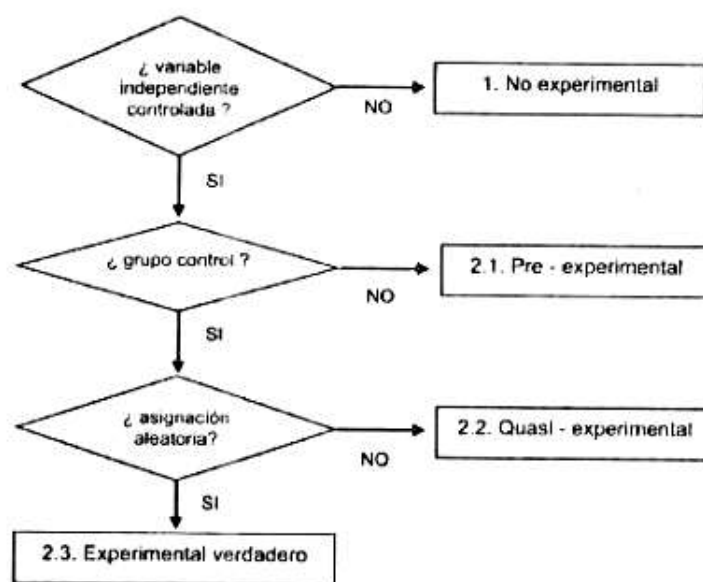 ¿ variable
independiente
controlada ?
NO
1. No experimental
SI
¿ grupo control ?
NO
2.1. Pre - experimental
SI
¿ asignación
aleatoria?
NO
2.2. Quasi - experimental
SI
2.3. Experimental verdadero